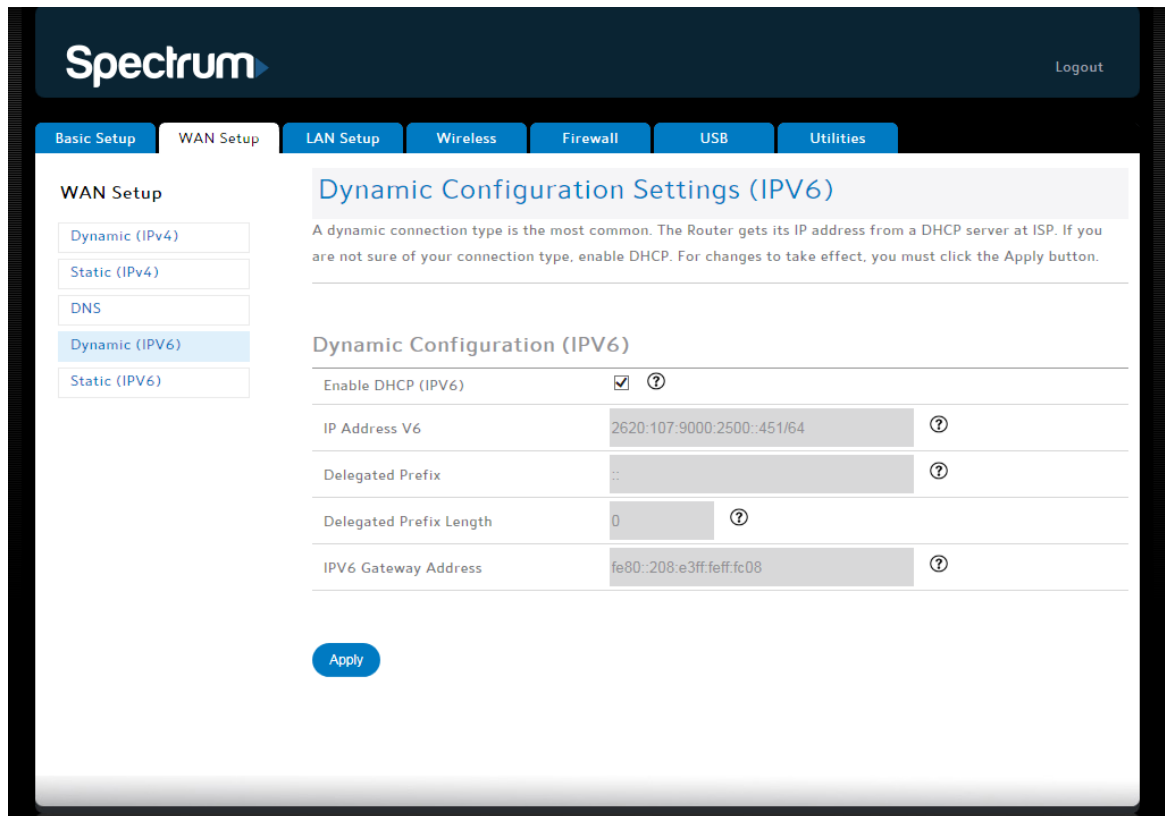 Spectrum
Logout
Basic Setup
WAN Setup
LAN Setup
Wireless
Firewall
USB
Utilities
WAN Setup
Dynamic (IPv4)
Static (IPv4)
DNS
Dynamic (IPV6)
Static (IPV6)
Dynamic Configuration Settings (IPV6)
A dynamic connection type is the most common. The Router gets its IP address from a DHCP server at ISP. If you
are not sure of your connection type, enable DHCP. For changes to take effect, you must click the Apply button.
Dynamic Configuration (IPV6)
Enable DHCP (IPV6) ?
IP Address V6 2620:107:9000:2500::451/64 ?
Delegated Prefix :: ?
Delegated Prefix Length 0 ?
IPV6 Gateway Address fe80::208:e3ff:feff:fc08 ?
Apply